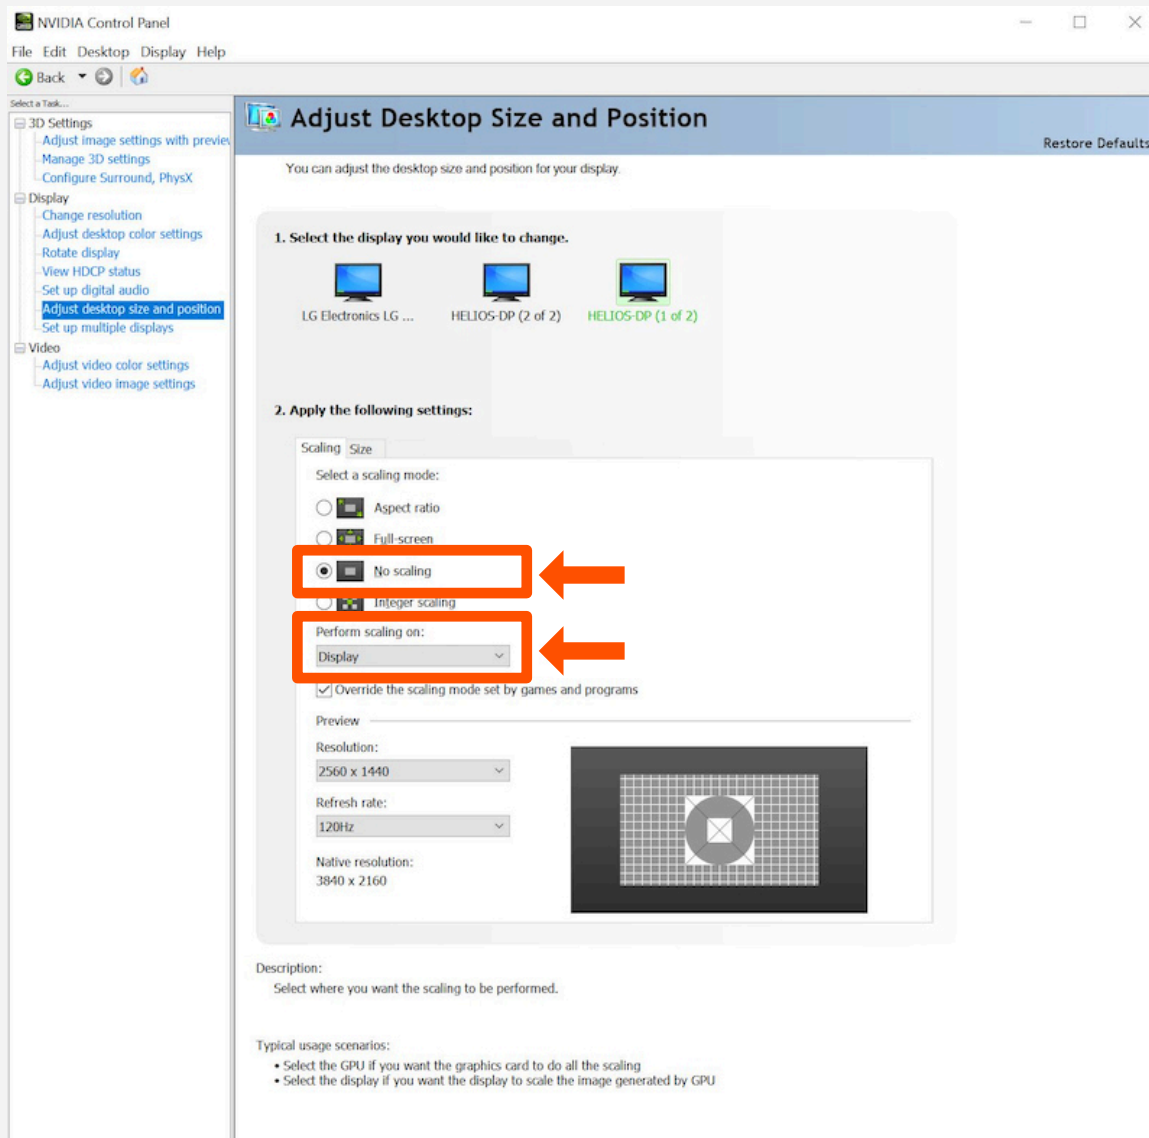 NVIDIA Control Panel
File Edit Desktop Display Help
Back
Select a Task...
3D Settings
Adjust image settings with preview
Manage 3D settings
Configure Surround, PhysX
Display
Change resolution
Adjust desktop color settings
Rotate display
View HDCP status
Set up digital audio
Adjust desktop size and position
Set up multiple displays
Video
Adjust video color settings
Adjust video image settings
Adjust Desktop Size and Position
Restore Defaults
You can adjust the desktop size and position for your display.
1. Select the display you would like to change.
LG Electronics LG ... HELIOS-DP (2 of 2) HELIOS-DP (1 of 2)
2. Apply the following settings:
Scaling Size
Select a scaling mode:
Aspect ratio
Full-screen
No scaling
Integer scaling
Perform scaling on:
Display
Override the scaling mode set by games and programs
Preview
Resolution:
2560 x 1440
Refresh rate:
120Hz
Native resolution:
3840 x 2160
Description:
Select where you want the scaling to be performed.
Typical usage scenarios:
• Select the GPU if you want the graphics card to do all the scaling
• Select the display if you want the display to scale the image generated by GPU